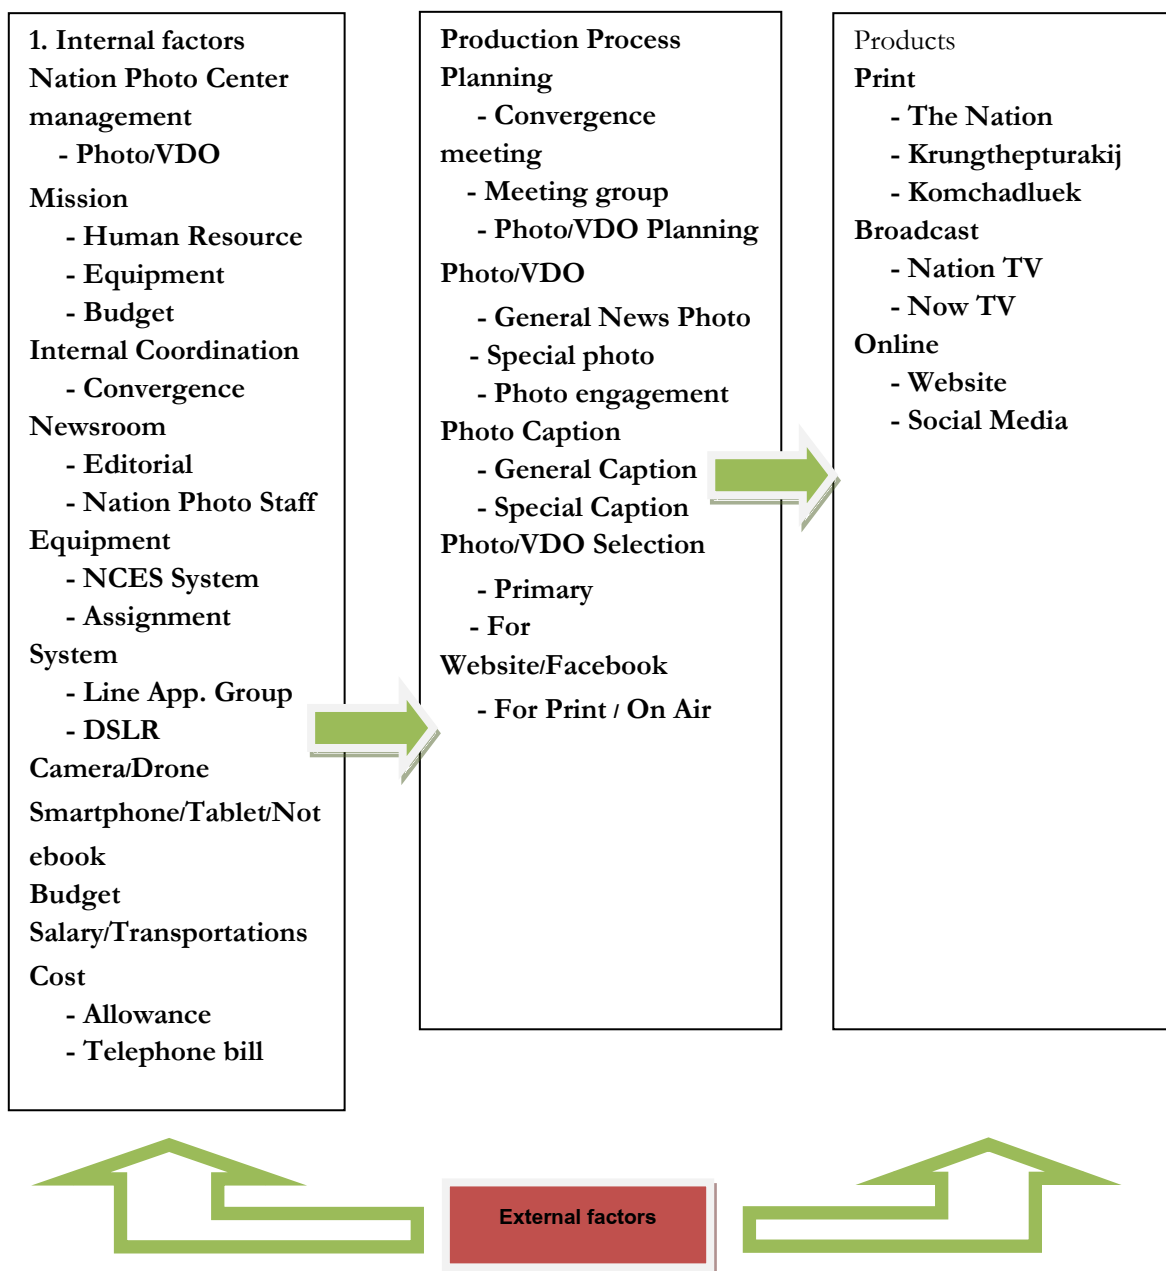 1. Internal factors
Nation Photo Center
management
- Photo/VDO
Mission
- Human Resource
- Equipment
- Budget
Internal Coordination
- Convergence
Newsroom
- Editorial
- Nation Photo Staff
Equipment
- NCES System
- Assignment
System
- Line App. Group
- DSLR
Camera/Drone
Smartphone/Tablet/Not
ebook
Budget
Salary/Transportations
Cost
- Allowance
- Telephone bill
Production Process
Planning
- Convergence
meeting
- Meeting group
- Photo/VDO Planning
Photo/VDO
- General News Photo
- Special photo
- Photo engagement
Photo Caption
- General Caption
- Special Caption
Photo/VDO Selection
- Primary
- For
Website/Facebook
- For Print / On Air
Products
Print
- The Nation
- Krungthepturakij
- Komchadluek
Broadcast
- Nation TV
- Now TV
Online
- Website
- Social Media
External factors